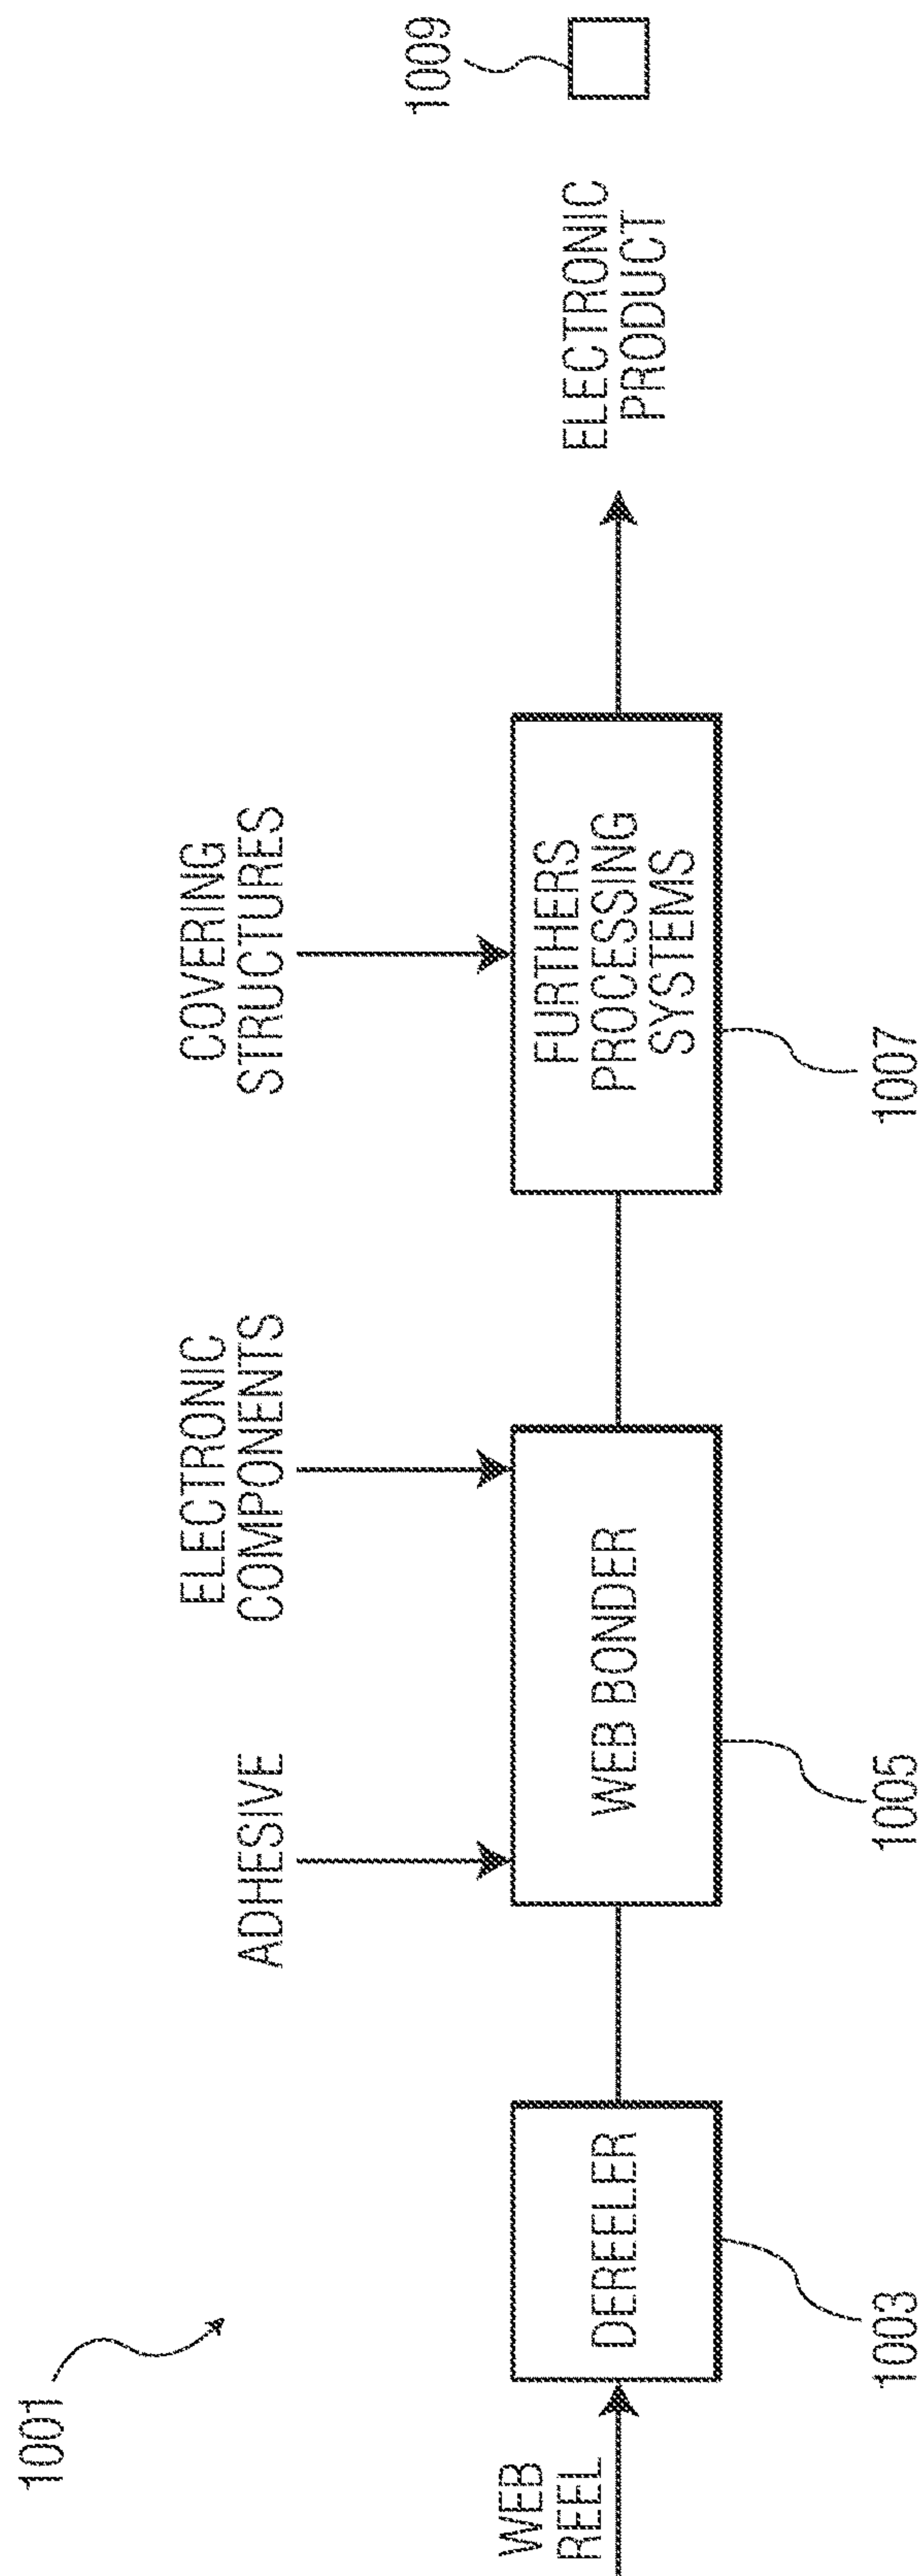 1001
WEB
REEL
DEREELER
1003
ADHESIVE
ELECTRONIC
COMPONENTS
WEB BONDER
1005
COVERING
STRUCTURES
FURTHERS
PROCESSING
SYSTEMS
1007
ELECTRONIC
PRODUCT
1009